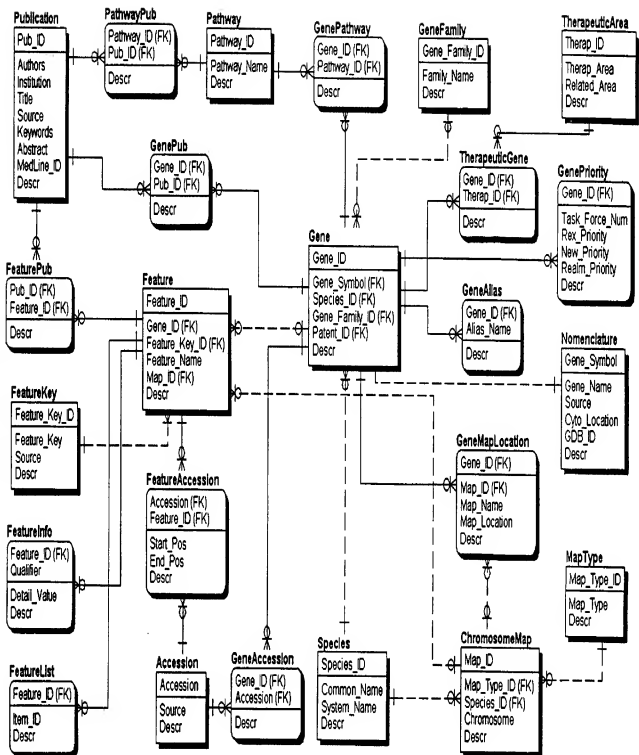 Publication
Pub_ID
Authors
Institution
Title
Source
Keywords
Abstract
MedLine_ID
Descr
PathwayPub
Pathway_ID (FK)
Pub_ID (FK)
Descr
Pathway
Pathway_ID
Pathway_Name
Descr
GenePathway
Gene_ID (FK)
Pathway_ID (FK)
Descr
GeneFamily
Gene_Family_ID
Family_Name
Descr
TherapeuticArea
Therap_ID
Therap_Area
Related_Area
Descr
GenePub
Gene_ID (FK)
Pub_ID (FK)
Descr
TherapeuticGene
Gene_ID (FK)
Therap_ID (FK)
Descr
GenePriority
Gene_ID (FK)
Task_Force_Num
Rex_Priority
New_Priority
Realm_Priority
Descr
FeaturePub
Pub_ID (FK)
Feature_ID (FK)
Descr
Feature
Feature_ID
Gene_ID (FK)
Feature_Key_ID (FK)
Feature_Name
Map_ID (FK)
Descr
Gene
Gene_ID
Gene_Symbol (FK)
Species_ID (FK)
Gene_Family_ID (FK)
Patent_ID (FK)
Descr
GeneAlias
Gene_ID (FK)
Alias_Name
Descr
Nomenclature
Gene_Symbol
Gene_Name
Source
Cyto_Location
GDB_ID
Descr
FeatureKey
Feature_Key_ID
Feature_Key
Source
Descr
FeatureAccession
Accession (FK)
Feature_ID (FK)
Start_Pos
End_Pos
Descr
GeneMapLocation
Gene_ID (FK)
Map_ID (FK)
Map_Name
Map_Location
Descr
FeatureInfo
Feature_ID (FK)
Qualifier
Detail_Value
Descr
MapType
Map_Type_ID
Map_Type
Descr
FeatureList
Feature_ID (FK)
Item_ID
Descr
Accession
Accession
Source
Descr
GeneAccession
Gene_ID (FK)
Accession (FK)
Descr
Species
Species_ID
Common_Name
System_Name
Descr
ChromosomeMap
Map_ID
Map_Type_ID (FK)
Species_ID (FK)
Chromosome
Descr